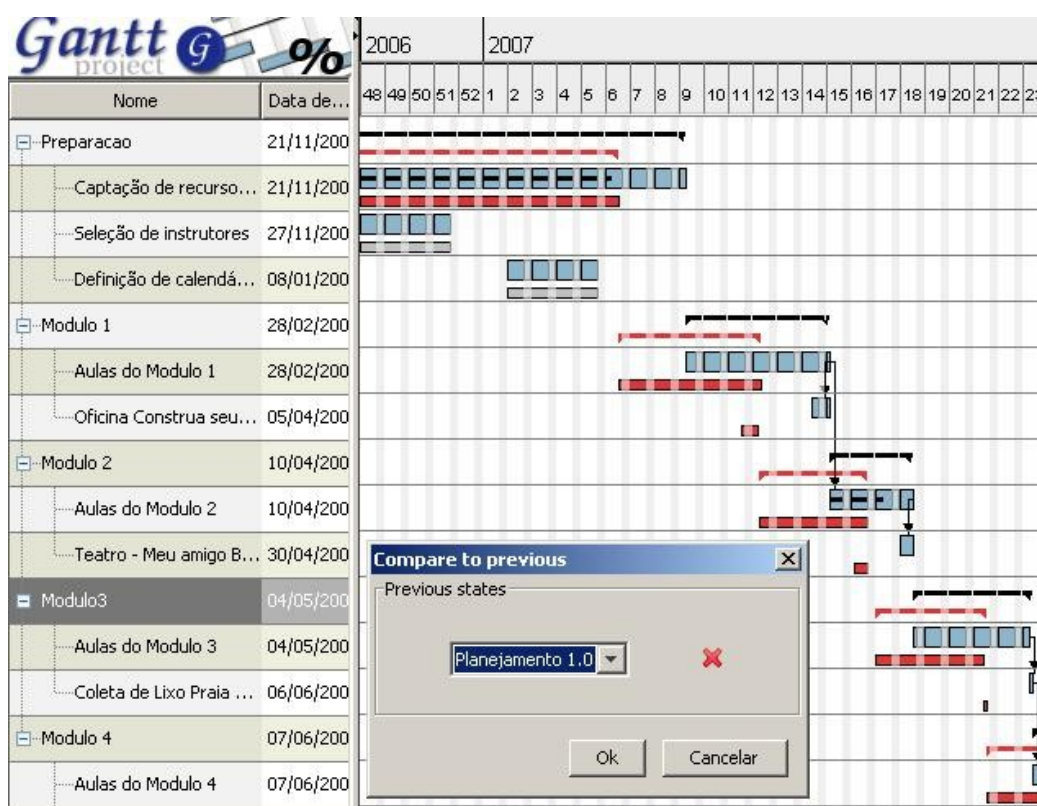 Gantt G %
project
2006 2007
Nome Data de...
48 49 50 51 52 1 2 3 4 5 6 7 8 9 10 11 12 13 14 15 16 17 18 19 20 21 22 23
Preparacao 21/11/200
Captação de recurso... 21/11/200
Seleção de instrutores 27/11/200
Definição de calendá... 08/01/200
Modulo 1 28/02/200
Aulas do Modulo 1 28/02/200
Oficina Construa seu... 05/04/200
Modulo 2 10/04/200
Aulas do Modulo 2 10/04/200
Teatro - Meu amigo B... 30/04/200
Modulo3 04/05/200
Aulas do Modulo 3 04/05/200
Coleta de Lixo Praia ... 06/06/200
Modulo 4 07/06/200
Aulas do Modulo 4 07/06/200
Compare to previous
Previous states
Planejamento 1.0
Ok Cancelar